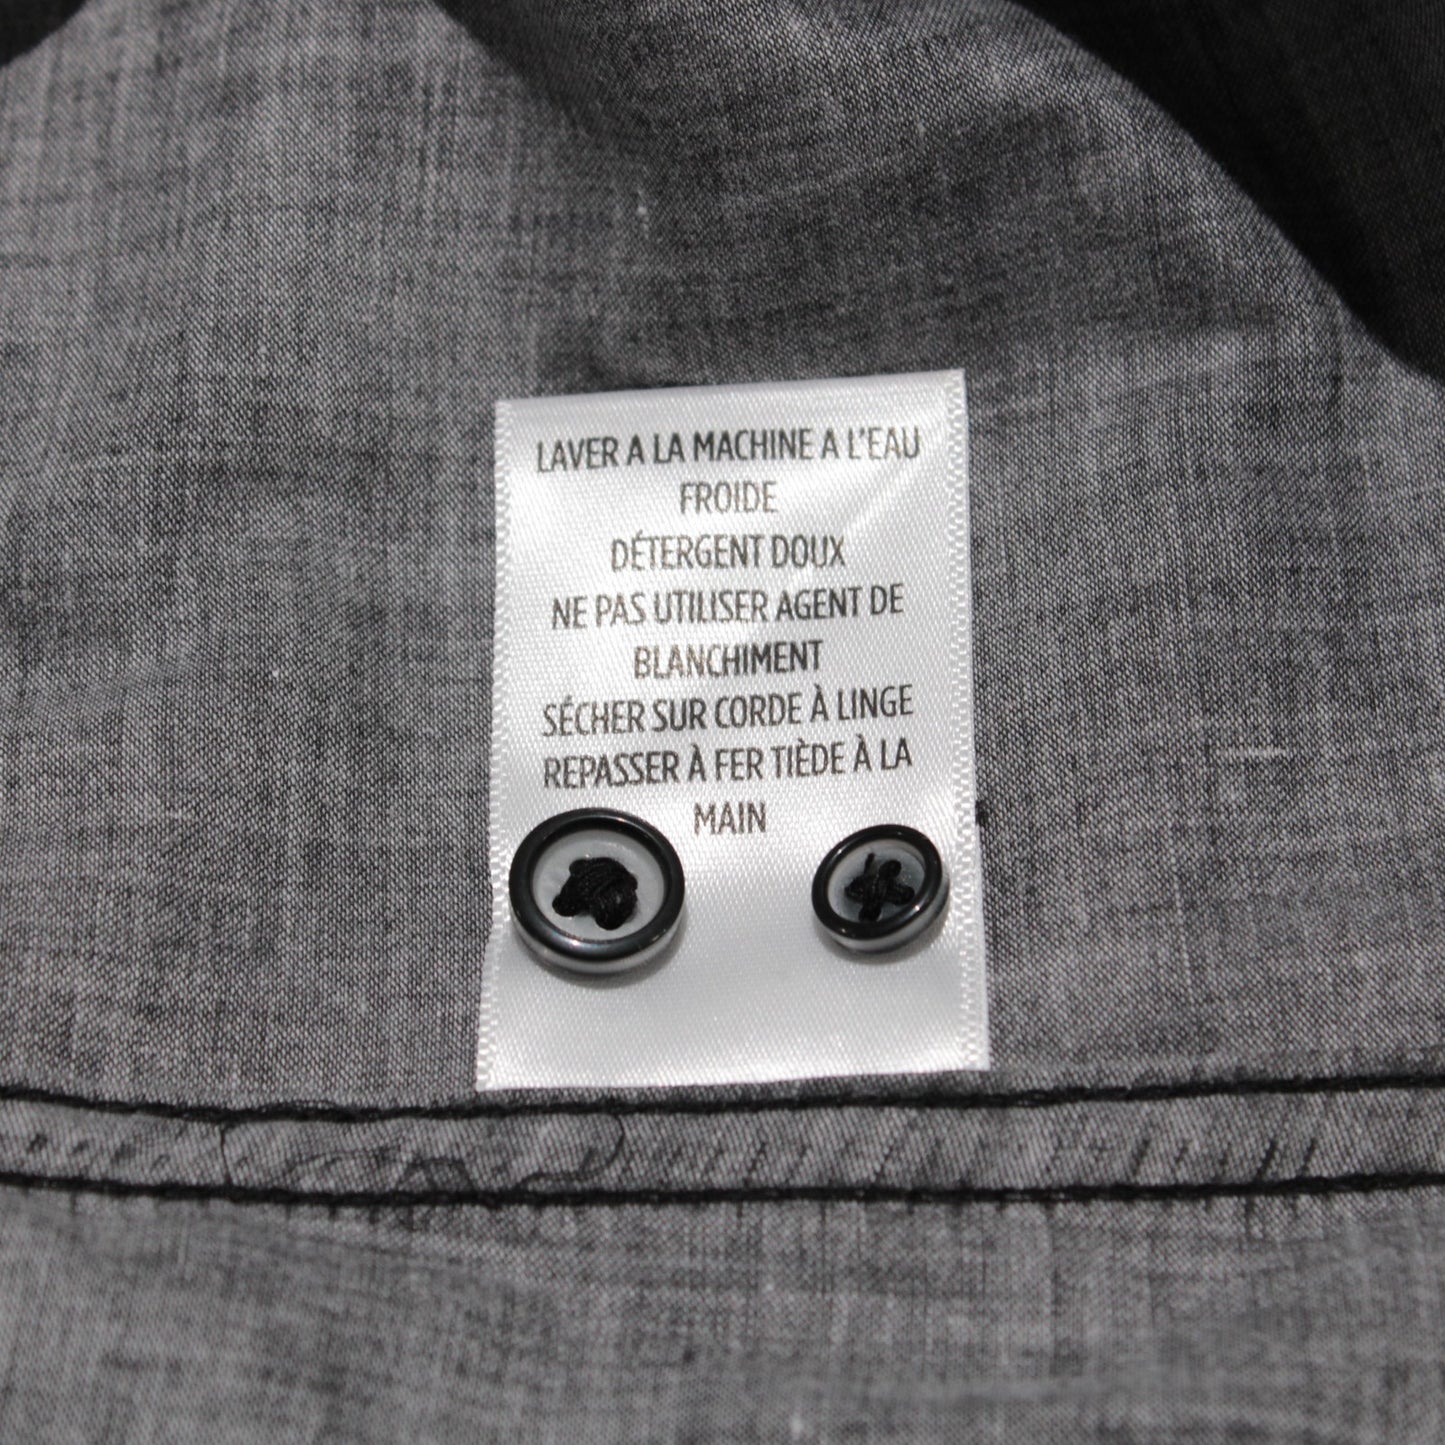 LAVER A LA MACHINE A L'EAU
FROIDE
DÉTERGENT DOUX
NE PAS UTILISER AGENT DE
BLANCHIMENT
SÉCHER SUR CORDE À LINGE
REPASSER À FER TIÈDE À LA
MAIN